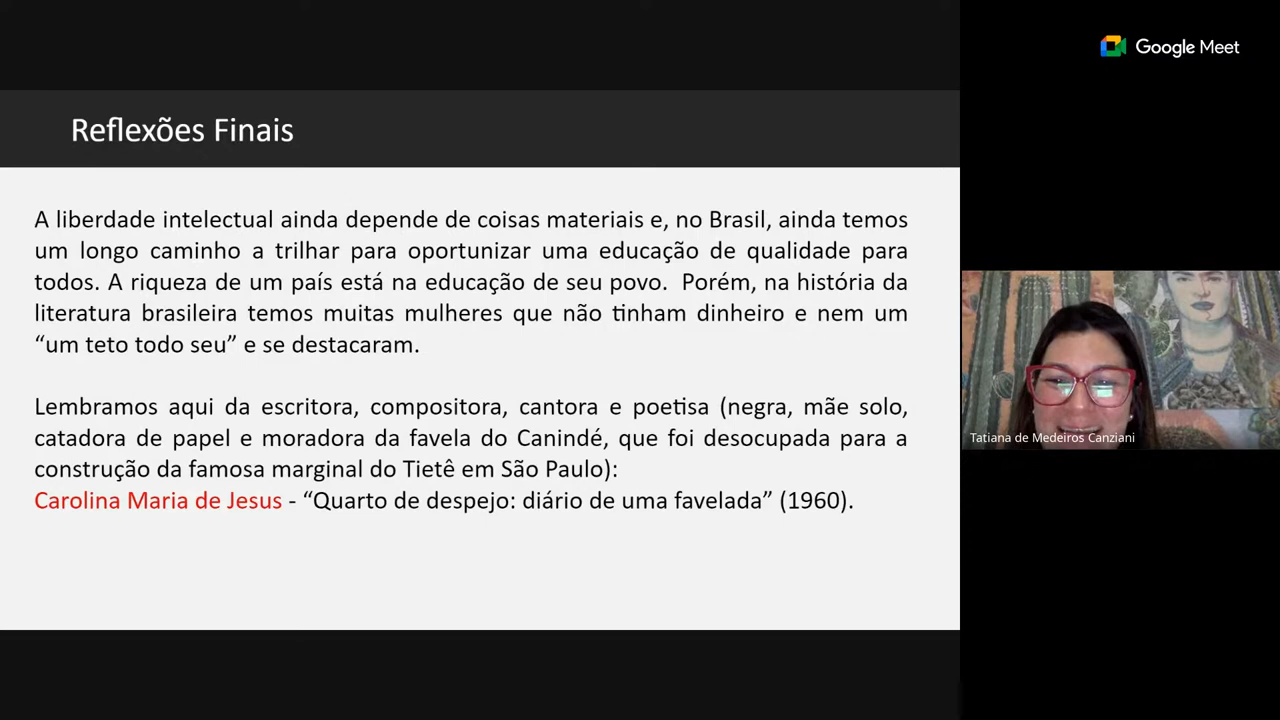 Google Meet
Reflexões Finais
A liberdade intelectual ainda depende de coisas materiais e, no Brasil, ainda temos
um longo caminho a trilhar para oportunizar uma educação de qualidade para
todos. A riqueza de um país está na educação de seu povo.  Porém, na história da
literatura brasileira temos muitas mulheres que não tinham dinheiro e nem um
“um teto todo seu” e se destacaram.
Lembramos aqui da escritora, compositora, cantora e poetisa (negra, mãe solo,
catadora de papel e moradora da favela do Canindé, que foi desocupada para a
construção da famosa marginal do Tietê em São Paulo):
Carolina Maria de Jesus - “Quarto de despejo: diário de uma favelada” (1960).
Tatiana de Medeiros Canziani